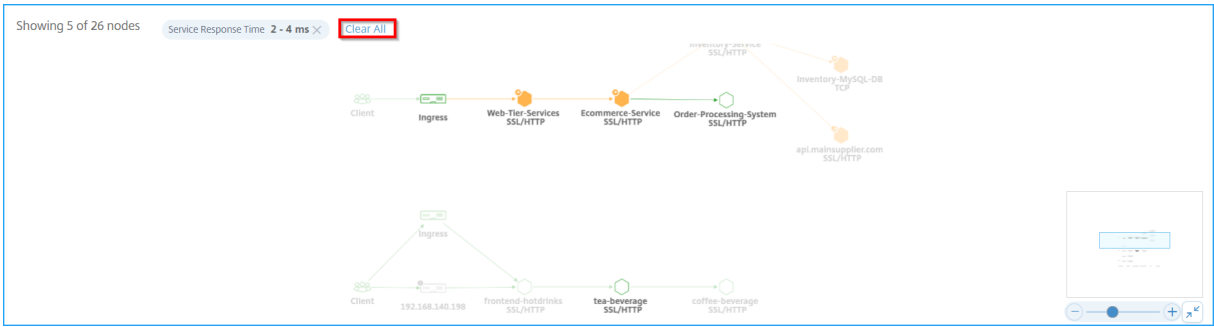 Showing 5 of 26 nodes
Service Response Time 2 - 4 ms ×
Clear All
Inventory-Service
SSL/HTTP
Inventory-MySQL-DB
TCP
Client
Ingress
Web-Tier-Services
SSL/HTTP
Ecommerce-Service
SSL/HTTP
Order-Processing-System
SSL/HTTP
api.mainsupplier.com
SSL/HTTP
Ingress
Client
192.168.140.198
frontend-hotdrinks
SSL/HTTP
tea-beverage
SSL/HTTP
coffee-beverage
SSL/HTTP